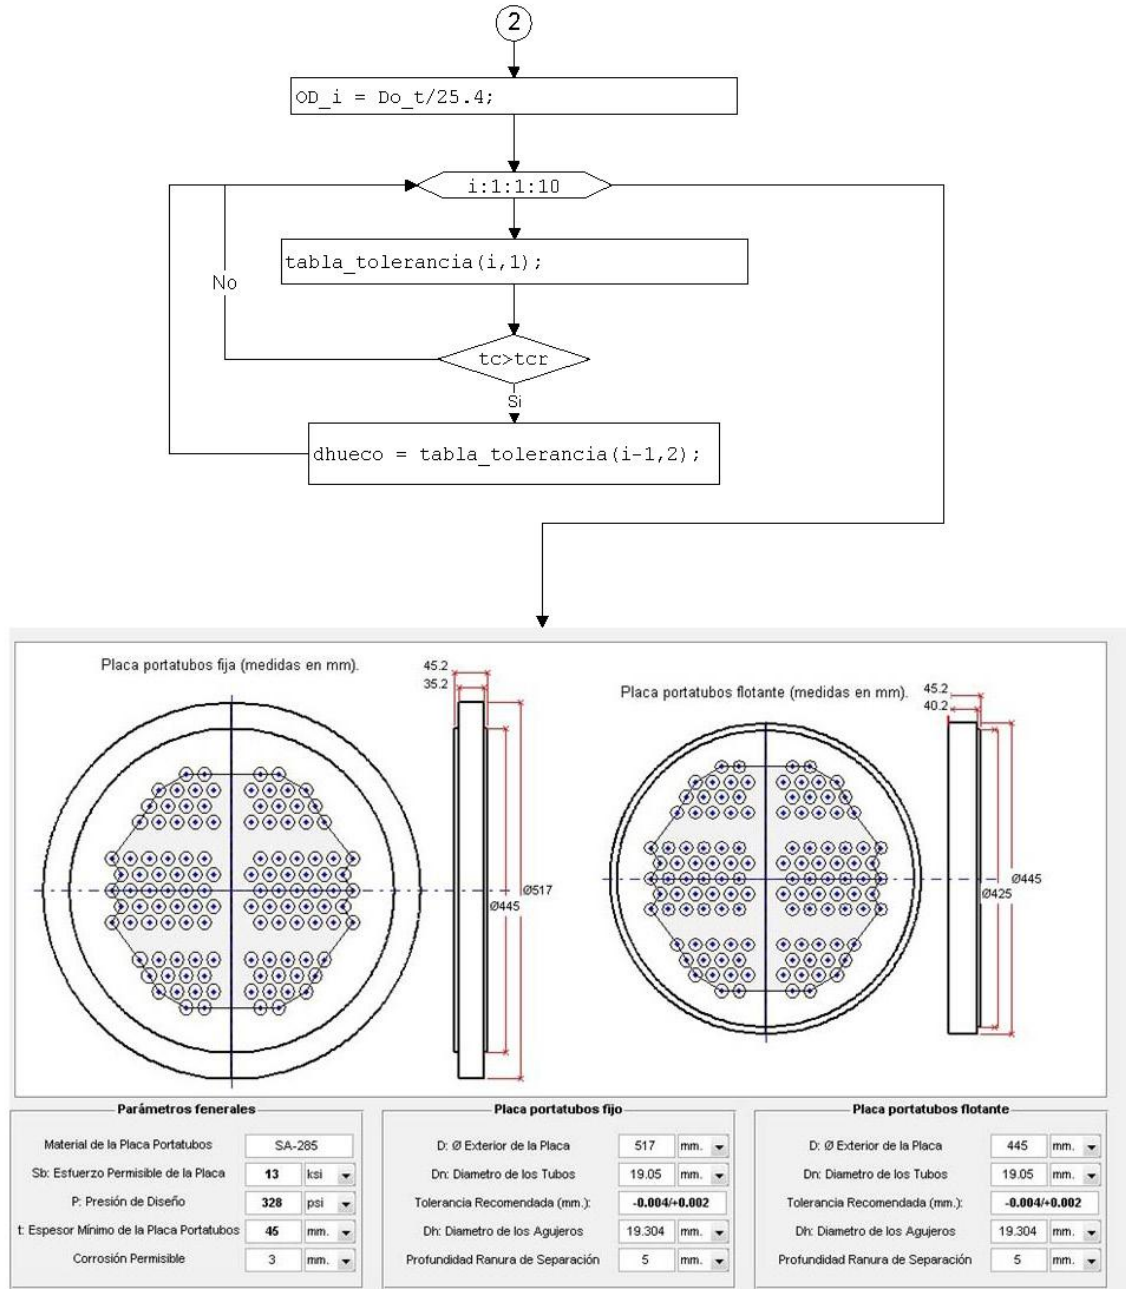 2
OD_i = Do_t/25.4;
i:1:1:10
tabla_tolerancia(i,1);
No
tc>tcr
Si
dhueco = tabla_tolerancia(i-1,2);
Placa portatubos fija (medidas en mm).
45.2
35.2
Ø517
Ø445
Placa portatubos flotante (medidas en mm).
45.2
40.2
Ø445
Ø425
Parámetros fenerales
Material de la Placa Portatubos SA-285
Sb: Esfuerzo Permisible de la Placa 13 ksi
P: Presión de Diseño 328 psi
t: Espesor Mínimo de la Placa Portatubos 45 mm.
Corrosión Permisible 3 mm.
Placa portatubos fijo
D: Ø Exterior de la Placa 517 mm.
Dn: Diametro de los Tubos 19.05 mm.
Tolerancia Recomendada (mm.): -0.004/+0.002
Dh: Diametro de los Agujeros 19.304 mm.
Profundidad Ranura de Separación 5 mm.
Placa portatubos flotante
D: Ø Exterior de la Placa 445 mm.
Dn: Diametro de los Tubos 19.05 mm.
Tolerancia Recomendada (mm.): -0.004/+0.002
Dh: Diametro de los Agujeros 19.304 mm.
Profundidad Ranura de Separación 5 mm.